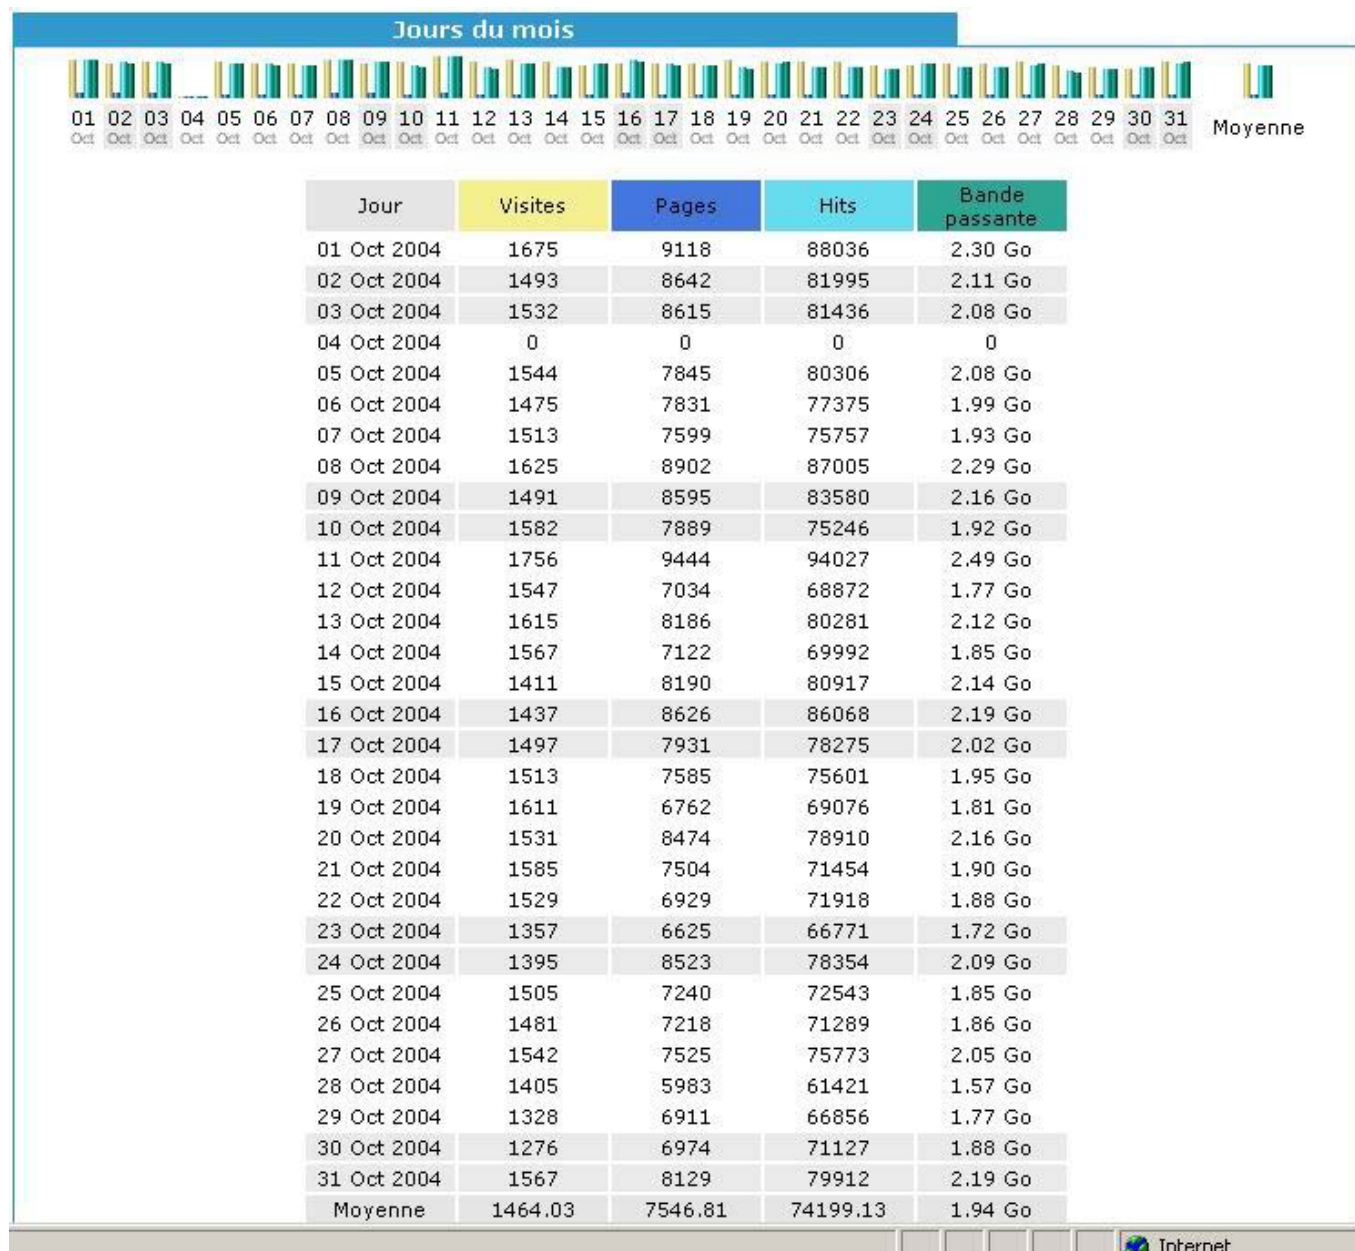 Jours du mois
01 02 03 04 05 06 07 08 09 10 11 12 13 14 15 16 17 18 19 20 21 22 23 24 25 26 27 28 29 30 31 Moyenne
Oct Oct Oct Oct Oct Oct Oct Oct Oct Oct Oct Oct Oct Oct Oct Oct Oct Oct Oct Oct Oct Oct Oct Oct Oct Oct Oct Oct Oct Oct Oct
Jour Visites Pages Hits Bande passante
01 Oct 2004 1675 9118 88036 2.30 Go
02 Oct 2004 1493 8642 81995 2.11 Go
03 Oct 2004 1532 8615 81436 2.08 Go
04 Oct 2004 0 0 0 0
05 Oct 2004 1544 7845 80306 2.08 Go
06 Oct 2004 1475 7831 77375 1.99 Go
07 Oct 2004 1513 7599 75757 1.93 Go
08 Oct 2004 1625 8902 87005 2.29 Go
09 Oct 2004 1491 8595 83580 2.16 Go
10 Oct 2004 1582 7889 75246 1.92 Go
11 Oct 2004 1756 9444 94027 2.49 Go
12 Oct 2004 1547 7034 68872 1.77 Go
13 Oct 2004 1615 8186 80281 2.12 Go
14 Oct 2004 1567 7122 69992 1.85 Go
15 Oct 2004 1411 8190 80917 2.14 Go
16 Oct 2004 1437 8626 86068 2.19 Go
17 Oct 2004 1497 7931 78275 2.02 Go
18 Oct 2004 1513 7585 75601 1.95 Go
19 Oct 2004 1611 6762 69076 1.81 Go
20 Oct 2004 1531 8474 78910 2.16 Go
21 Oct 2004 1585 7504 71454 1.90 Go
22 Oct 2004 1529 6929 71918 1.88 Go
23 Oct 2004 1357 6625 66771 1.72 Go
24 Oct 2004 1395 8523 78354 2.09 Go
25 Oct 2004 1505 7240 72543 1.85 Go
26 Oct 2004 1481 7218 71289 1.86 Go
27 Oct 2004 1542 7525 75773 2.05 Go
28 Oct 2004 1405 5983 61421 1.57 Go
29 Oct 2004 1328 6911 66856 1.77 Go
30 Oct 2004 1276 6974 71127 1.88 Go
31 Oct 2004 1567 8129 79912 2.19 Go
Moyenne 1464.03 7546.81 74199.13 1.94 Go
Internet